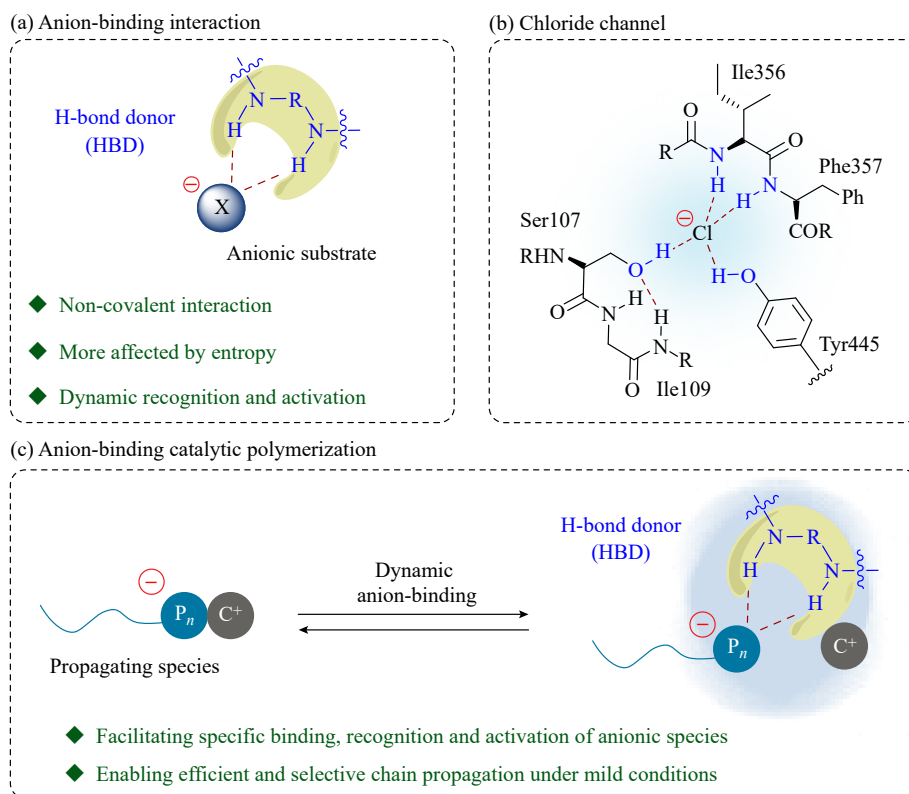 (a) Anion-binding interaction
H-bond donor
(HBD)
N
R
N
H
H
X
Anionic substrate
◆ Non-covalent interaction
◆ More affected by entropy
◆ Dynamic recognition and activation
(b) Chloride channel
Ile356
O
R
N
H
O
N
H
Phe357
Ph
COR
Cl
Ser107
RHN
O
H
H
O
O
N
H
H
N
R
O
Ile109
Tyr445
(c) Anion-binding catalytic polymerization
Pn C+
Propagating species
Dynamic
anion-binding
H-bond donor
(HBD)
N
R
N
H
H
Pn
C+
◆ Facilitating specific binding, recognition and activation of anionic species
◆ Enabling efficient and selective chain propagation under mild conditions